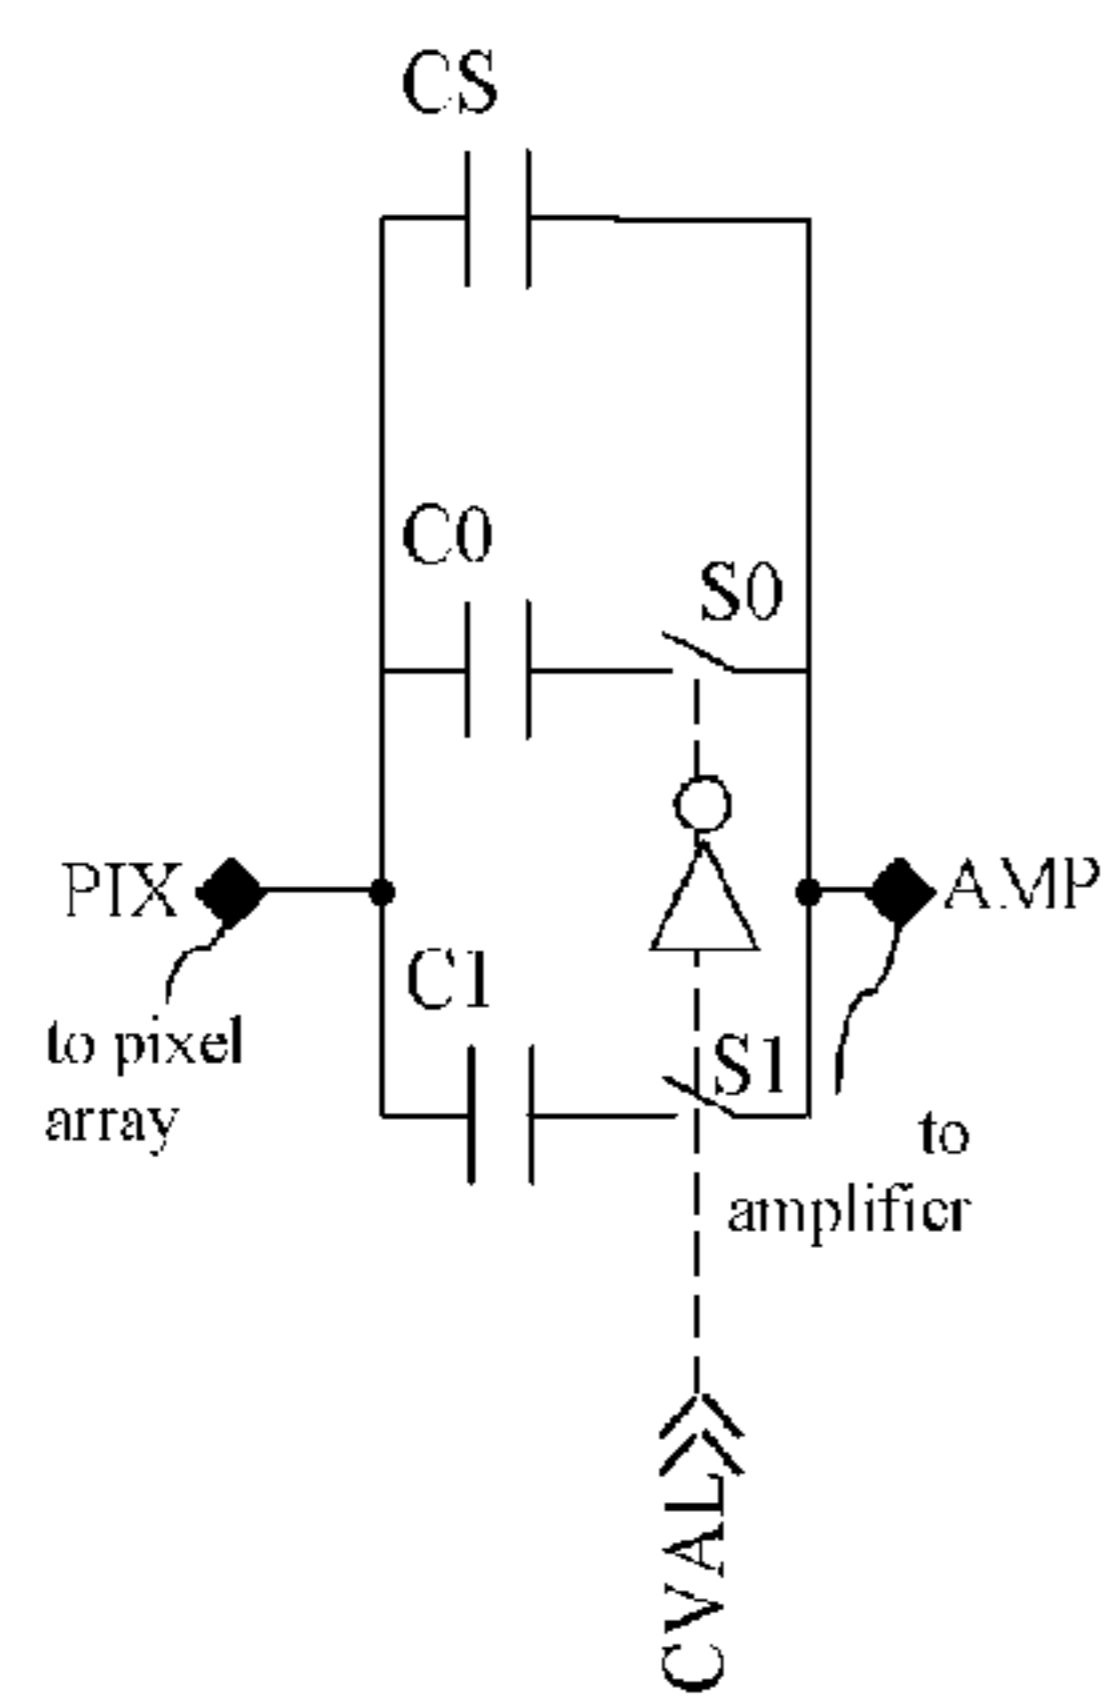 CS
C0
S0
PIX
AMP
C1
to pixel
array
S1
to
amplifier
CVAL